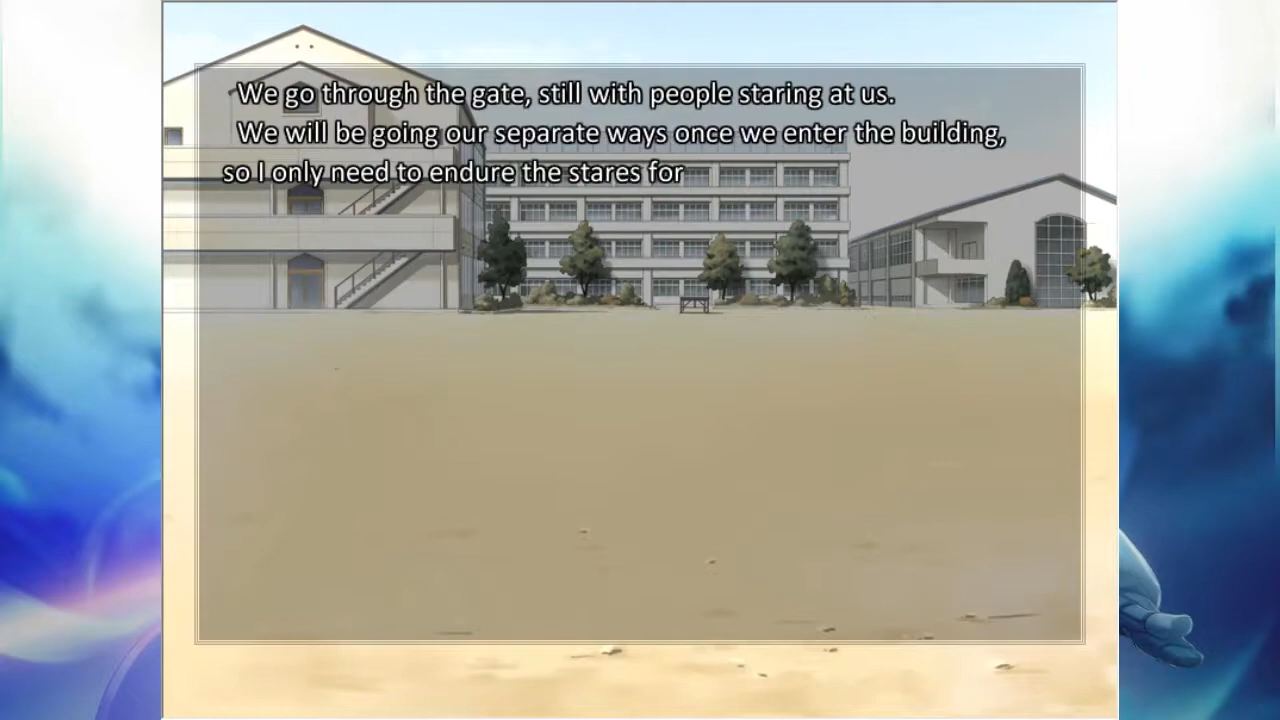 We go through the gate, still with people staring at us.
We will be going our separate ways once we enter the building,
so I only need to endure the stares for